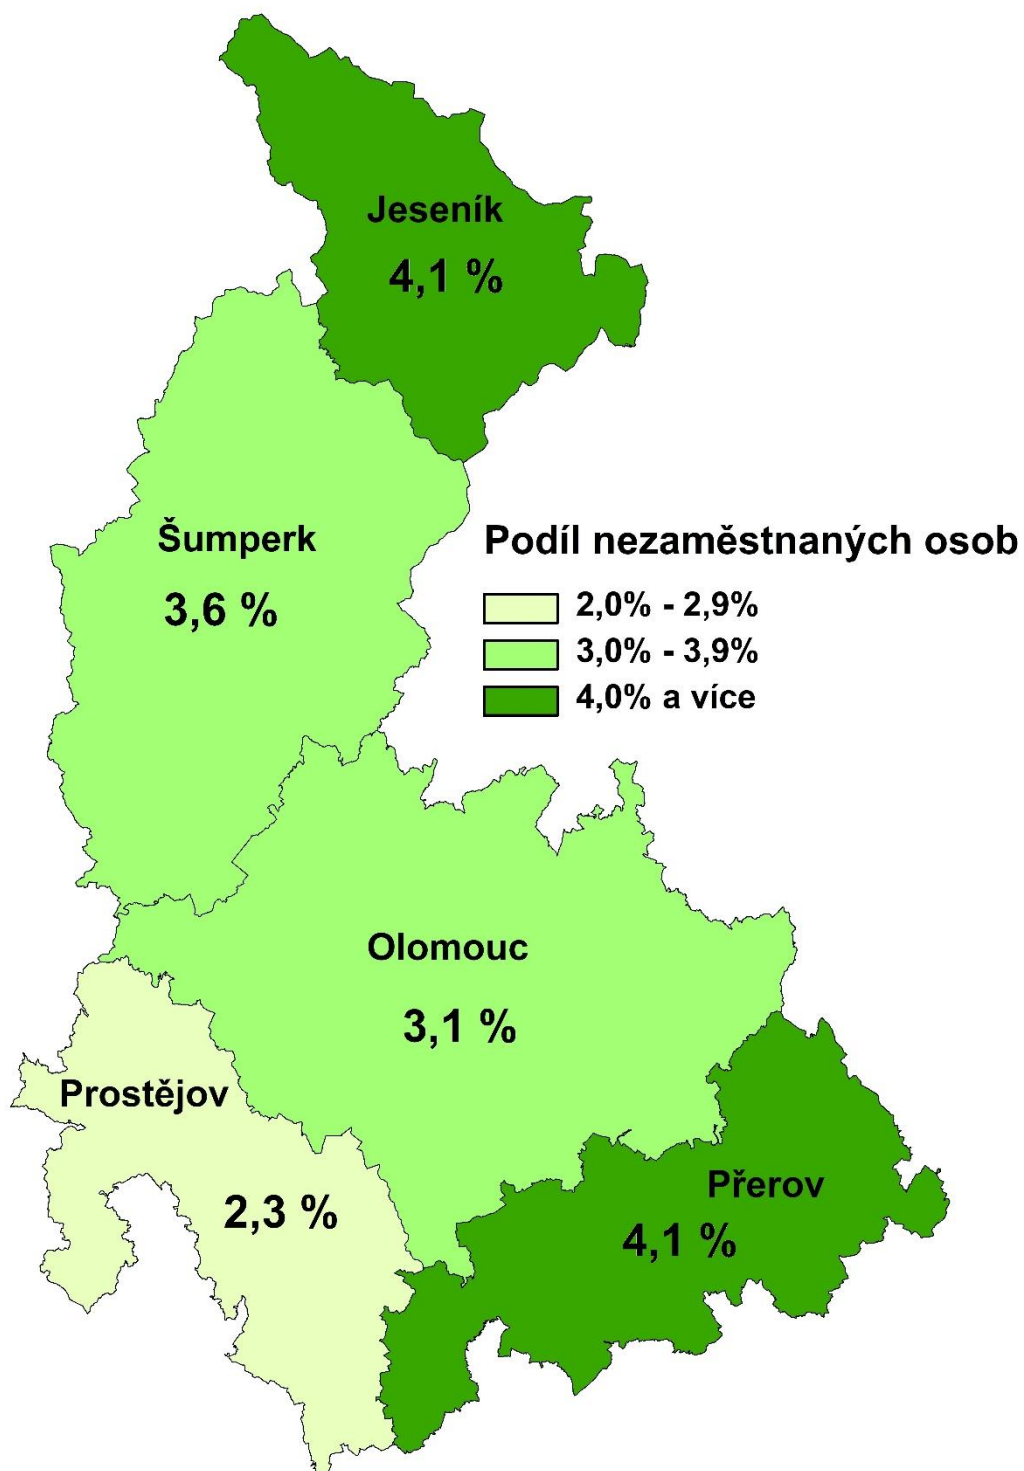 Jeseník
4,1 %
Šumperk
3,6 %
Podíl nezaměstnaných osob
2,0% - 2,9%
3,0% - 3,9%
4,0% a více
Olomouc
3,1 %
Prostějov
2,3 %
Přerov
4,1 %